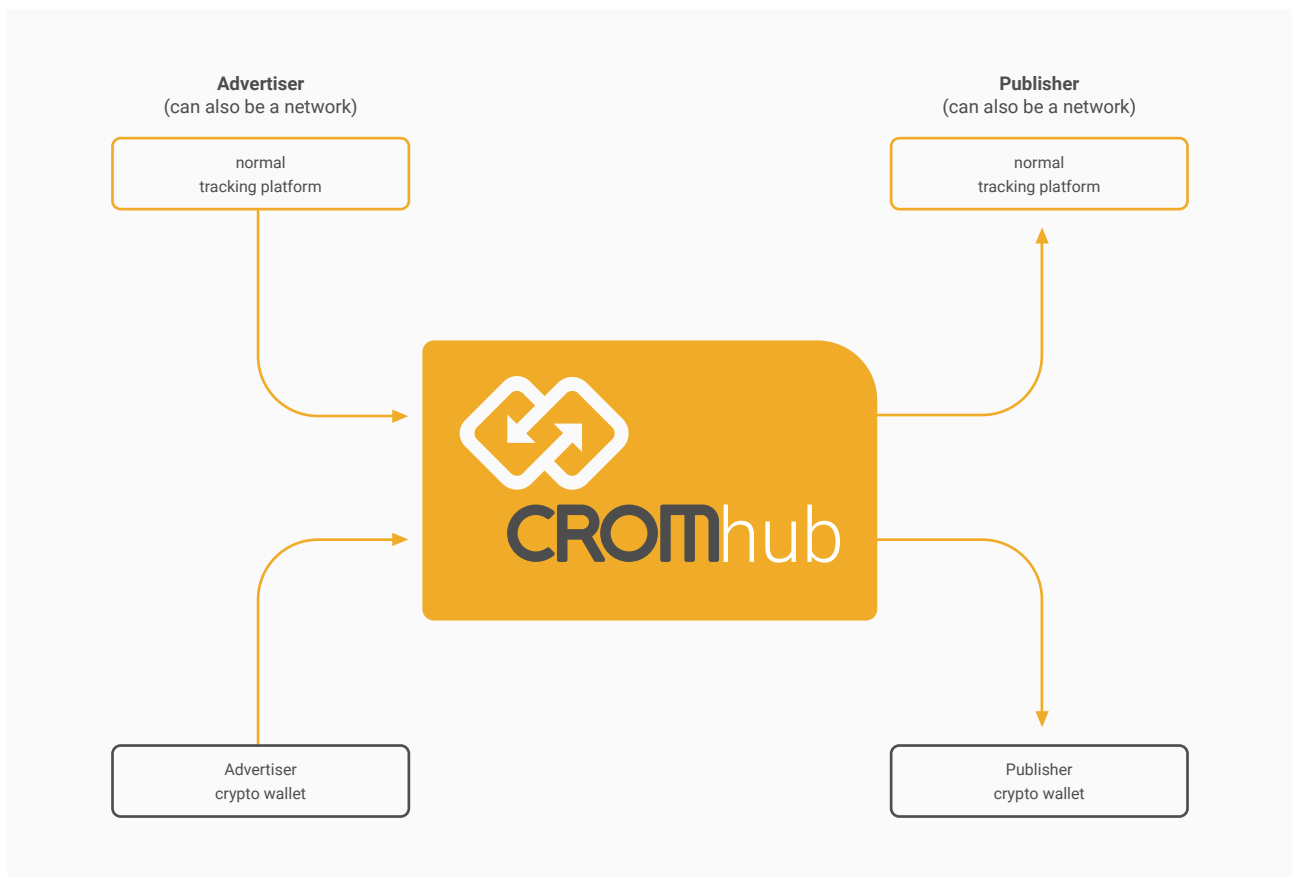 Advertiser
(can also be a network)
normal
tracking platform
Publisher
(can also be a network)
normal
tracking platform
CROMhub
Advertiser
crypto wallet
Publisher
crypto wallet